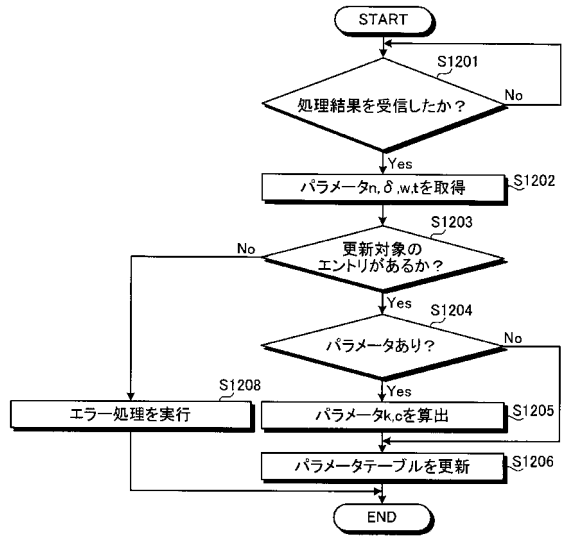 START
S1201
処理結果を受信したか？
No
Yes
パラメータn,δ,w,tを取得
S1202
S1203
No
更新対象の
エントリがあるか？
Yes
S1204
パラメータあり？
No
Yes
S1208
エラー処理を実行
パラメータk,cを算出
S1205
パラメータテーブルを更新
S1206
END